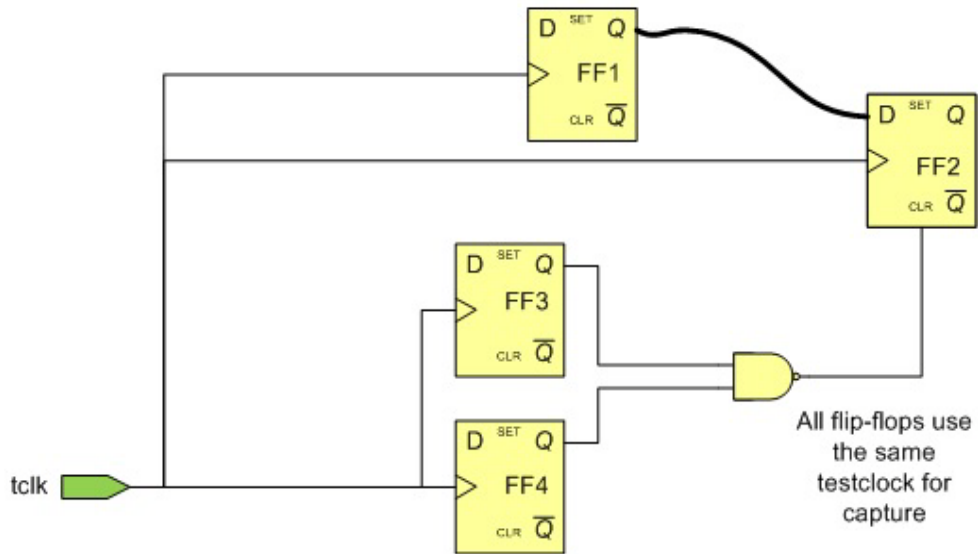 D SET Q
FF1
CLR Q
D SET Q
FF2
CLR Q
D SET Q
FF3
CLR Q
D SET Q
FF4
CLR Q
tclk
All flip-flops use
the same
testclock for
capture